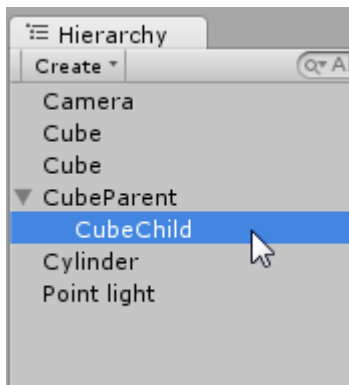 Hierarchy
Create A
Camera
Cube
Cube
CubeParent
CubeChild
Cylinder
Point light